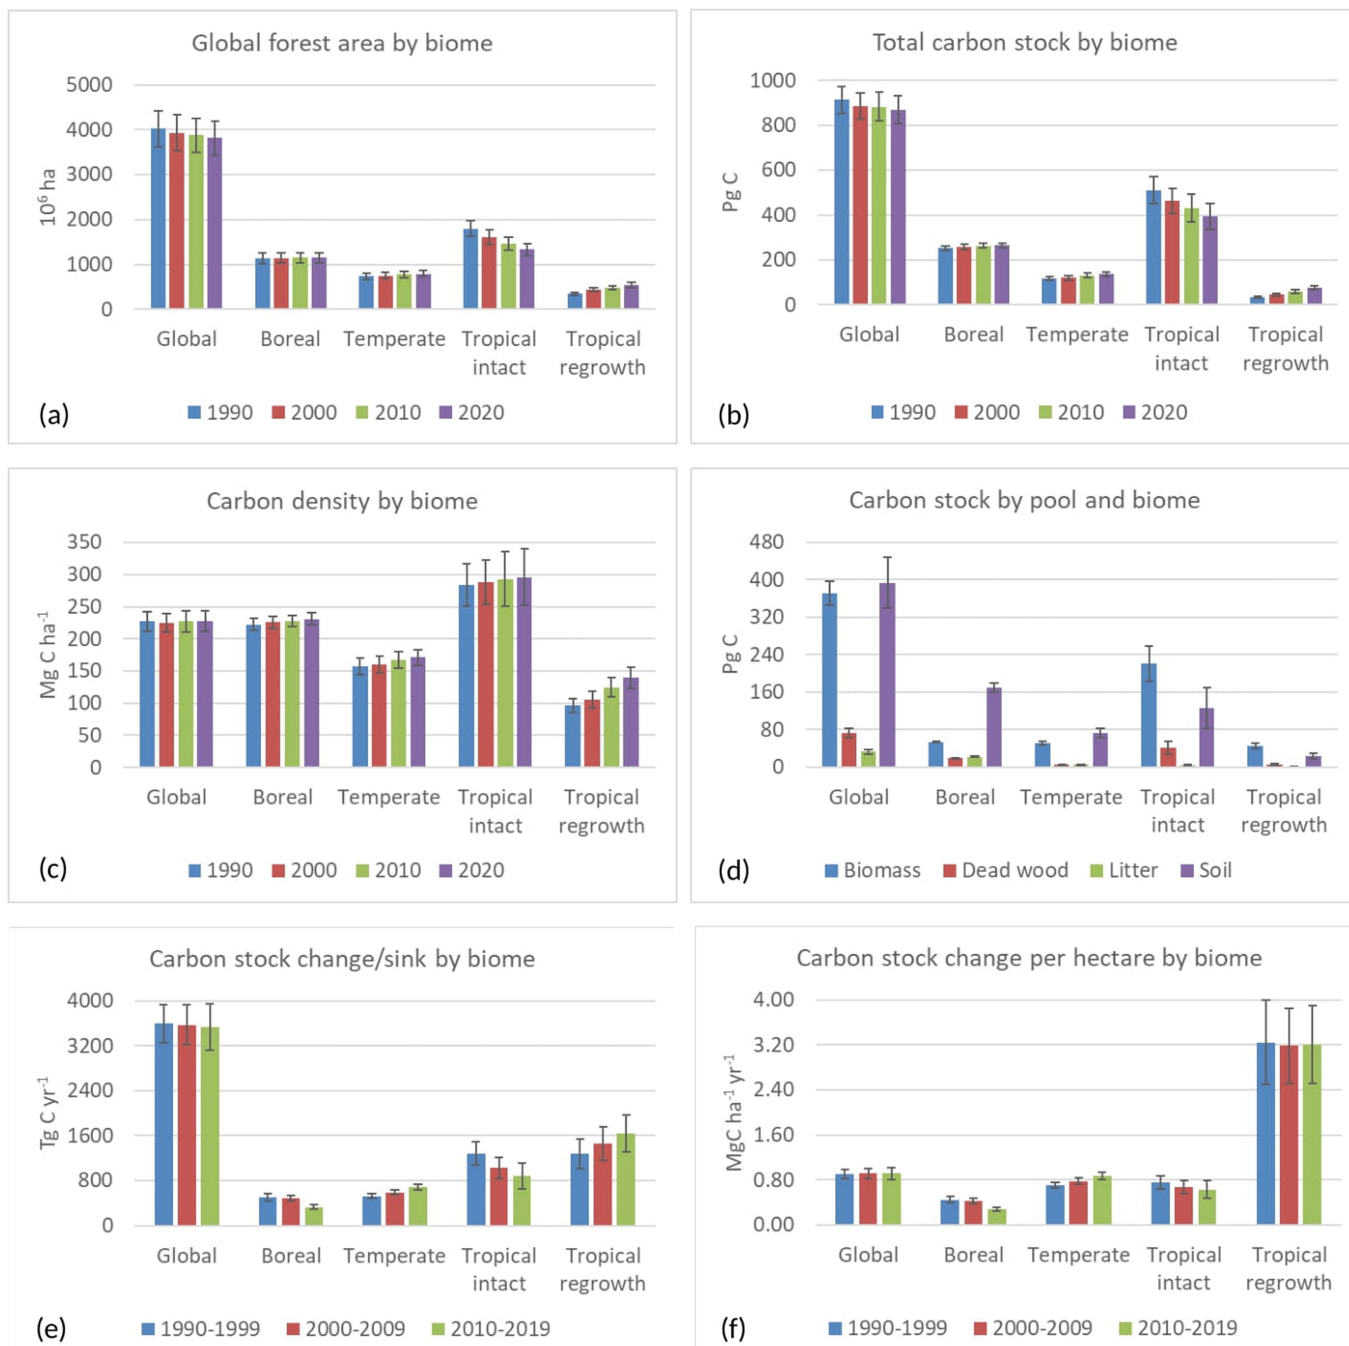 Global forest area by biome
5000
4000
3000
2000
1000
0
10⁶ ha
Global Boreal Temperate Tropical intact Tropical regrowth
1990 2000 2010 2020
(a)
Total carbon stock by biome
1000
800
600
400
200
0
Pg C
Global Boreal Temperate Tropical intact Tropical regrowth
1990 2000 2010 2020
(b)
Carbon density by biome
350
300
250
200
150
100
50
0
Mg C ha⁻¹
Global Boreal Temperate Tropical intact Tropical regrowth
1990 2000 2010 2020
(c)
Carbon stock by pool and biome
480
400
320
240
160
80
0
Pg C
Global Boreal Temperate Tropical intact Tropical regrowth
Biomass Dead wood Litter Soil
(d)
Carbon stock change/sink by biome
4000
3200
2400
1600
800
0
Tg C yr⁻¹
Global Boreal Temperate Tropical intact Tropical regrowth
1990-1999 2000-2009 2010-2019
(e)
Carbon stock change per hectare by biome
4.00
3.20
2.40
1.60
0.80
0.00
MgC ha⁻¹ yr⁻¹
Global Boreal Temperate Tropical intact Tropical regrowth
1990-1999 2000-2009 2010-2019
(f)